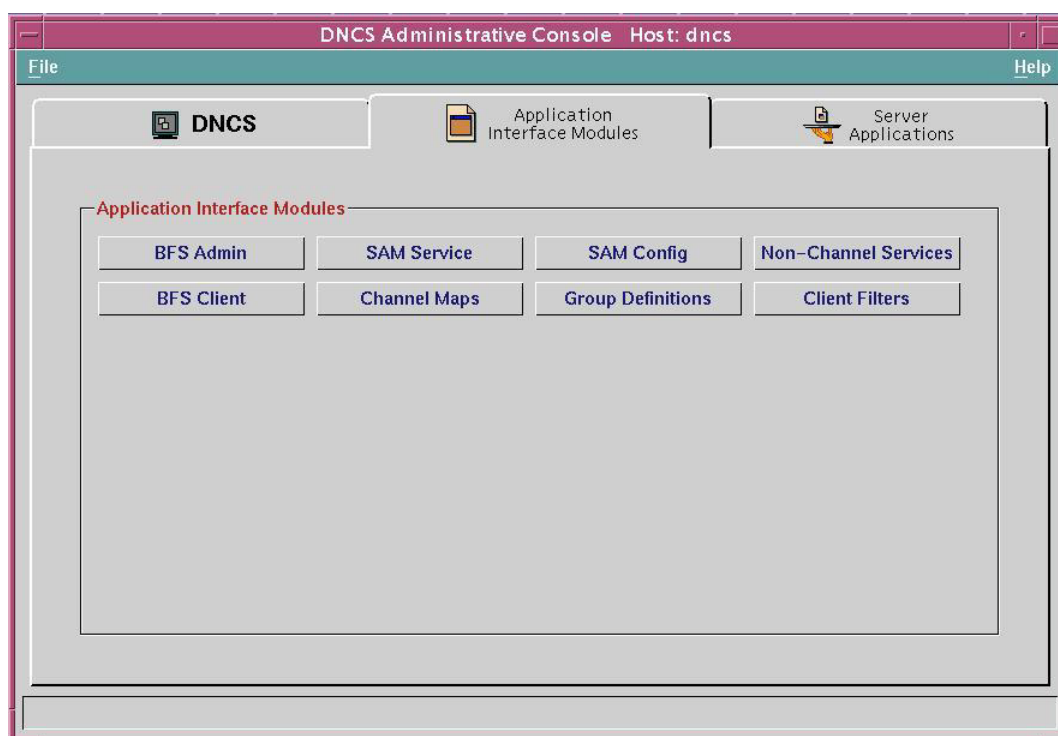 DNCS Administrative Console Host: dncs
File Help
DNCS
Application
Interface Modules
Server
Applications
Application Interface Modules
BFS Admin SAM Service SAM Config Non-Channel Services
BFS Client Channel Maps Group Definitions Client Filters